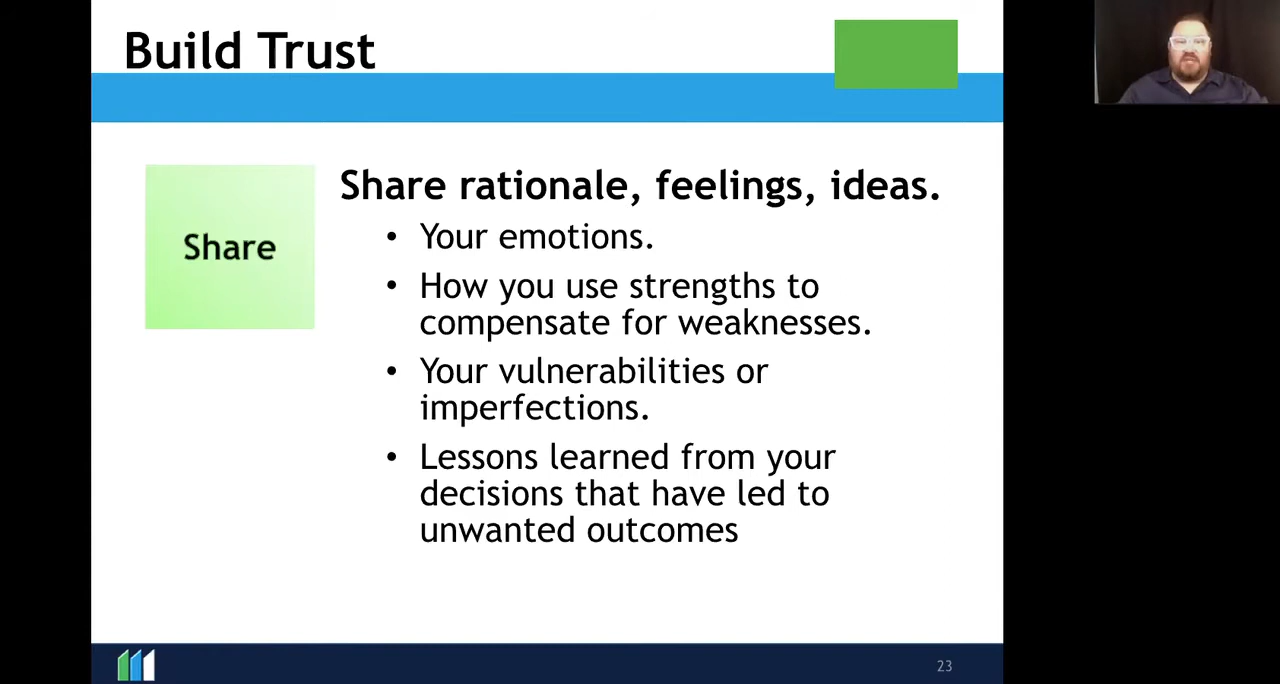 Build Trust
Share
Share rationale, feelings, ideas.
• Your emotions.
• How you use strengths to
compensate for weaknesses.
• Your vulnerabilities or
imperfections.
• Lessons learned from your
decisions that have led to
unwanted outcomes
23